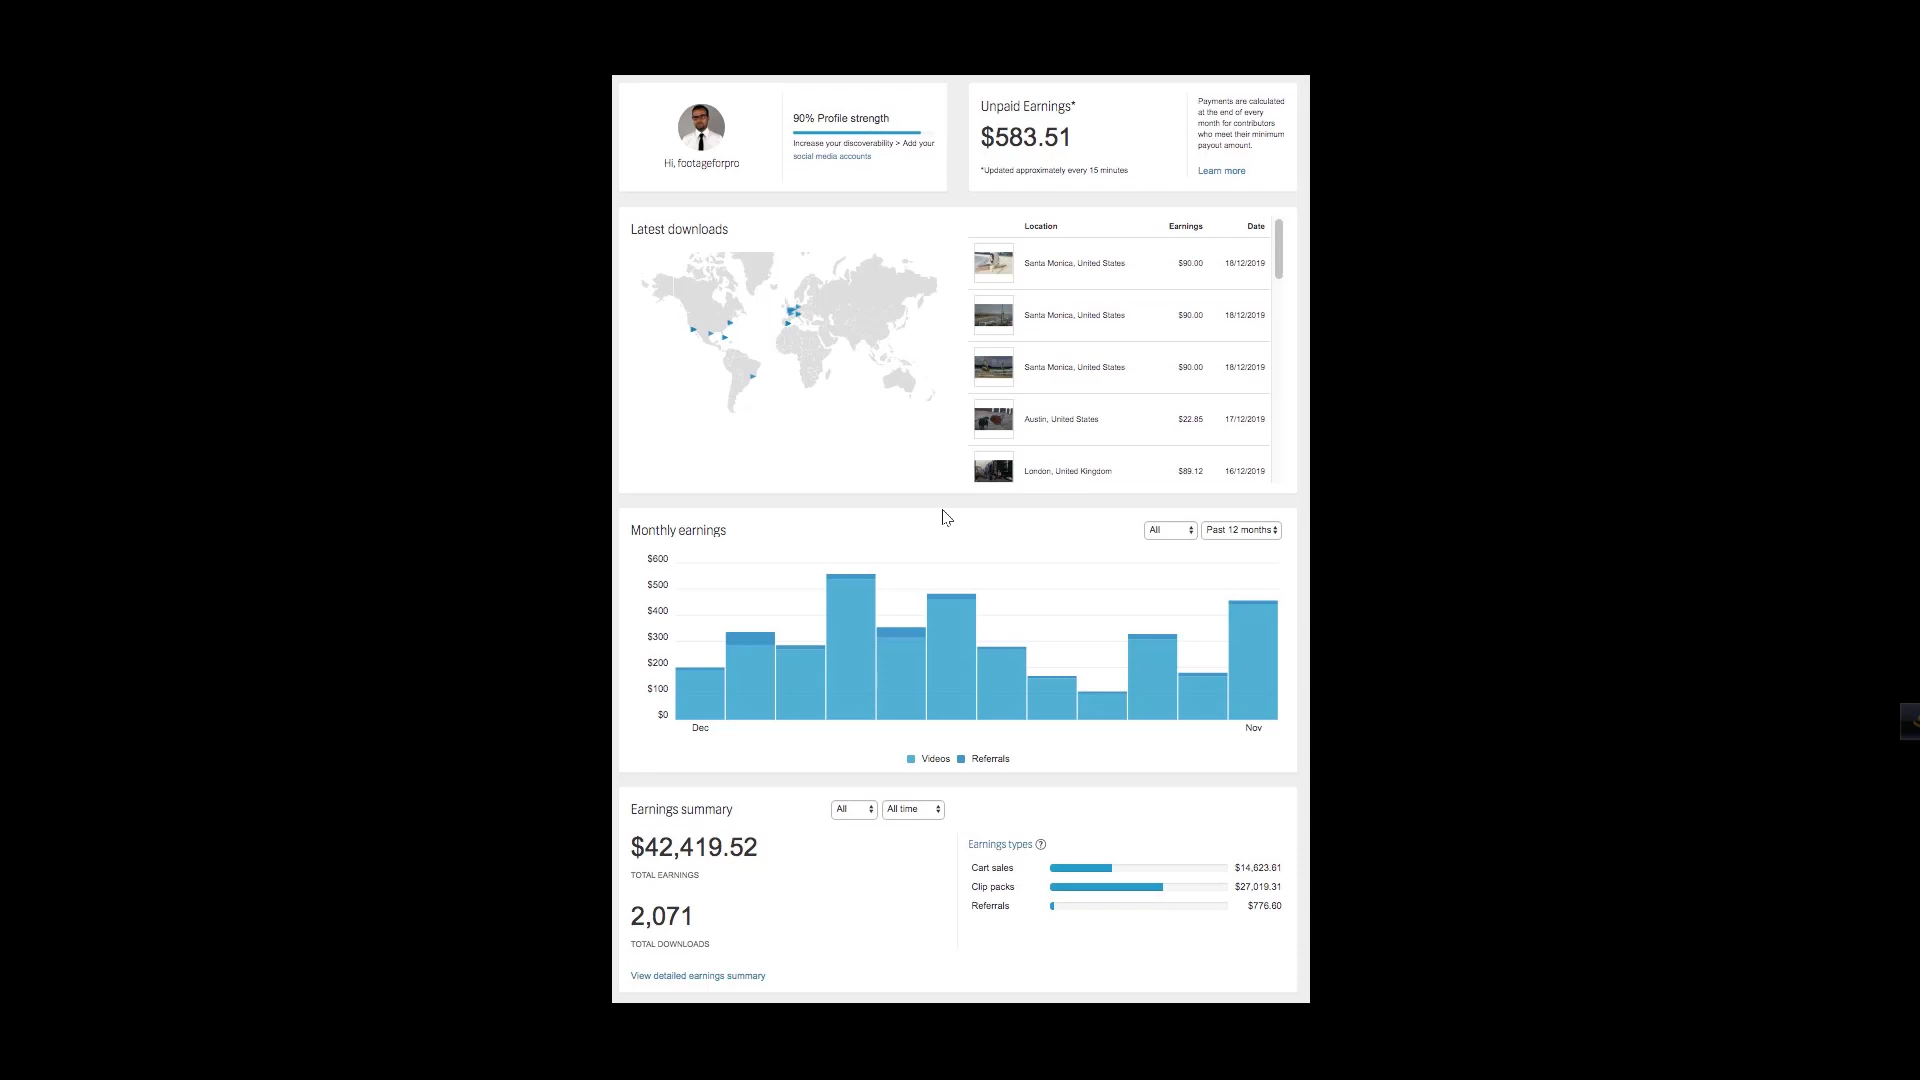 Hi, footageforpro
90% Profile strength
Increase your discoverability > Add your
social media accounts
Unpaid Earnings*
$583.51
*Updated approximately every 15 minutes
Payments are calculated
at the end of every
month for contributors
who meet their minimum
payout amount.
Learn more
Latest downloads
Location Earnings Date
Santa Monica, United States $90.00 18/12/2019
Santa Monica, United States $90.00 18/12/2019
Santa Monica, United States $90.00 18/12/2019
Austin, United States $22.85 17/12/2019
London, United Kingdom $89.12 16/12/2019
Monthly earnings
All Past 12 months
$600
$500
$400
$300
$200
$100
$0
Dec Nov
Videos Referrals
Earnings summary
All All time
$42,419.52
TOTAL EARNINGS
2,071
TOTAL DOWNLOADS
View detailed earnings summary
Earnings types ?
Cart sales $14,623.61
Clip packs $27,019.31
Referrals $776.60